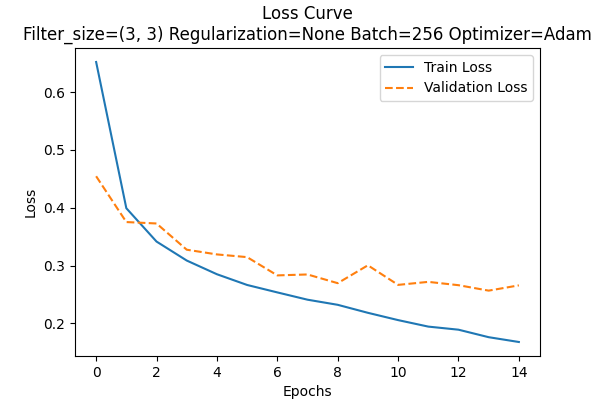 Loss Curve
Filter_size=(3, 3) Regularization=None Batch=256 Optimizer=Adam
Train Loss
Validation Loss
0.6
0.5
0.4
0.3
0.2
Loss
0 2 4 6 8 10 12 14
Epochs